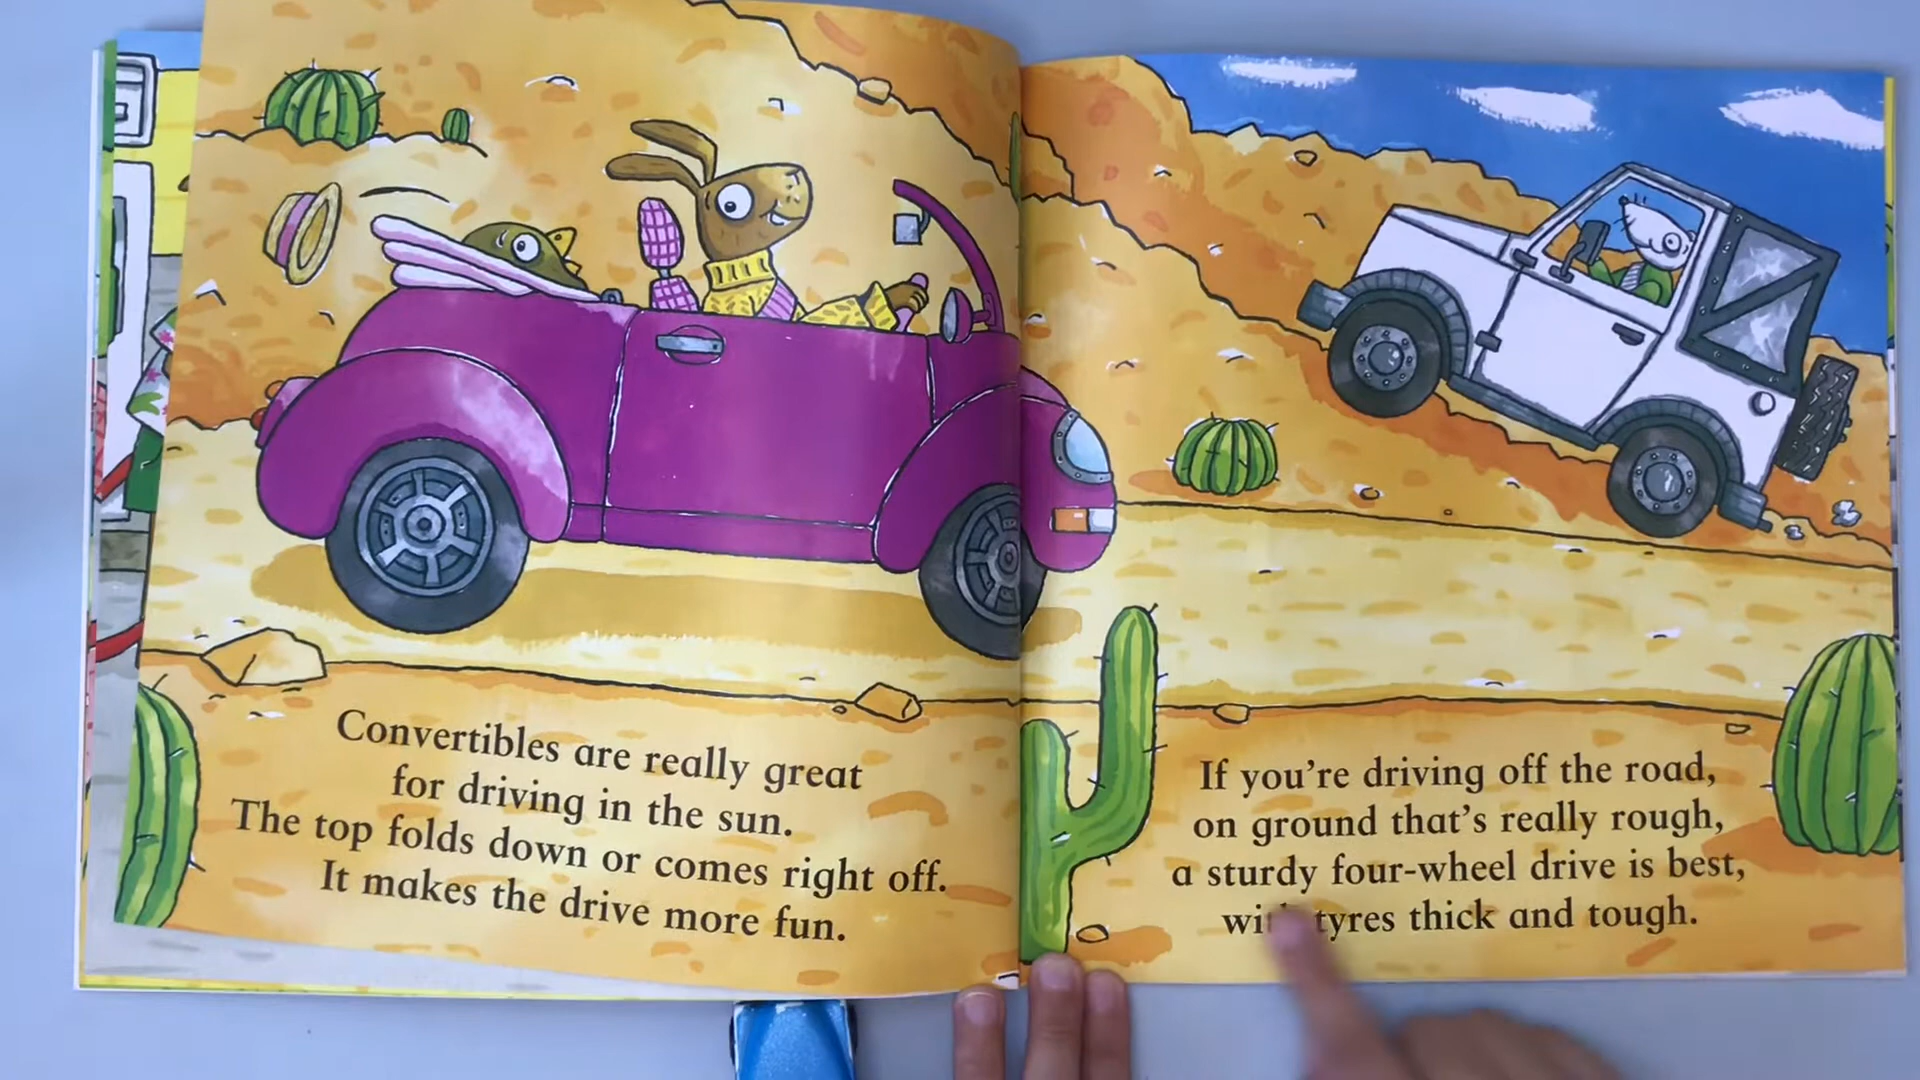 Convertibles are really great
for driving in the sun.
The top folds down or comes right off.
It makes the drive more fun.
If you're driving off the road,
on ground that's really rough,
a sturdy four-wheel drive is best,
with tyres thick and tough.